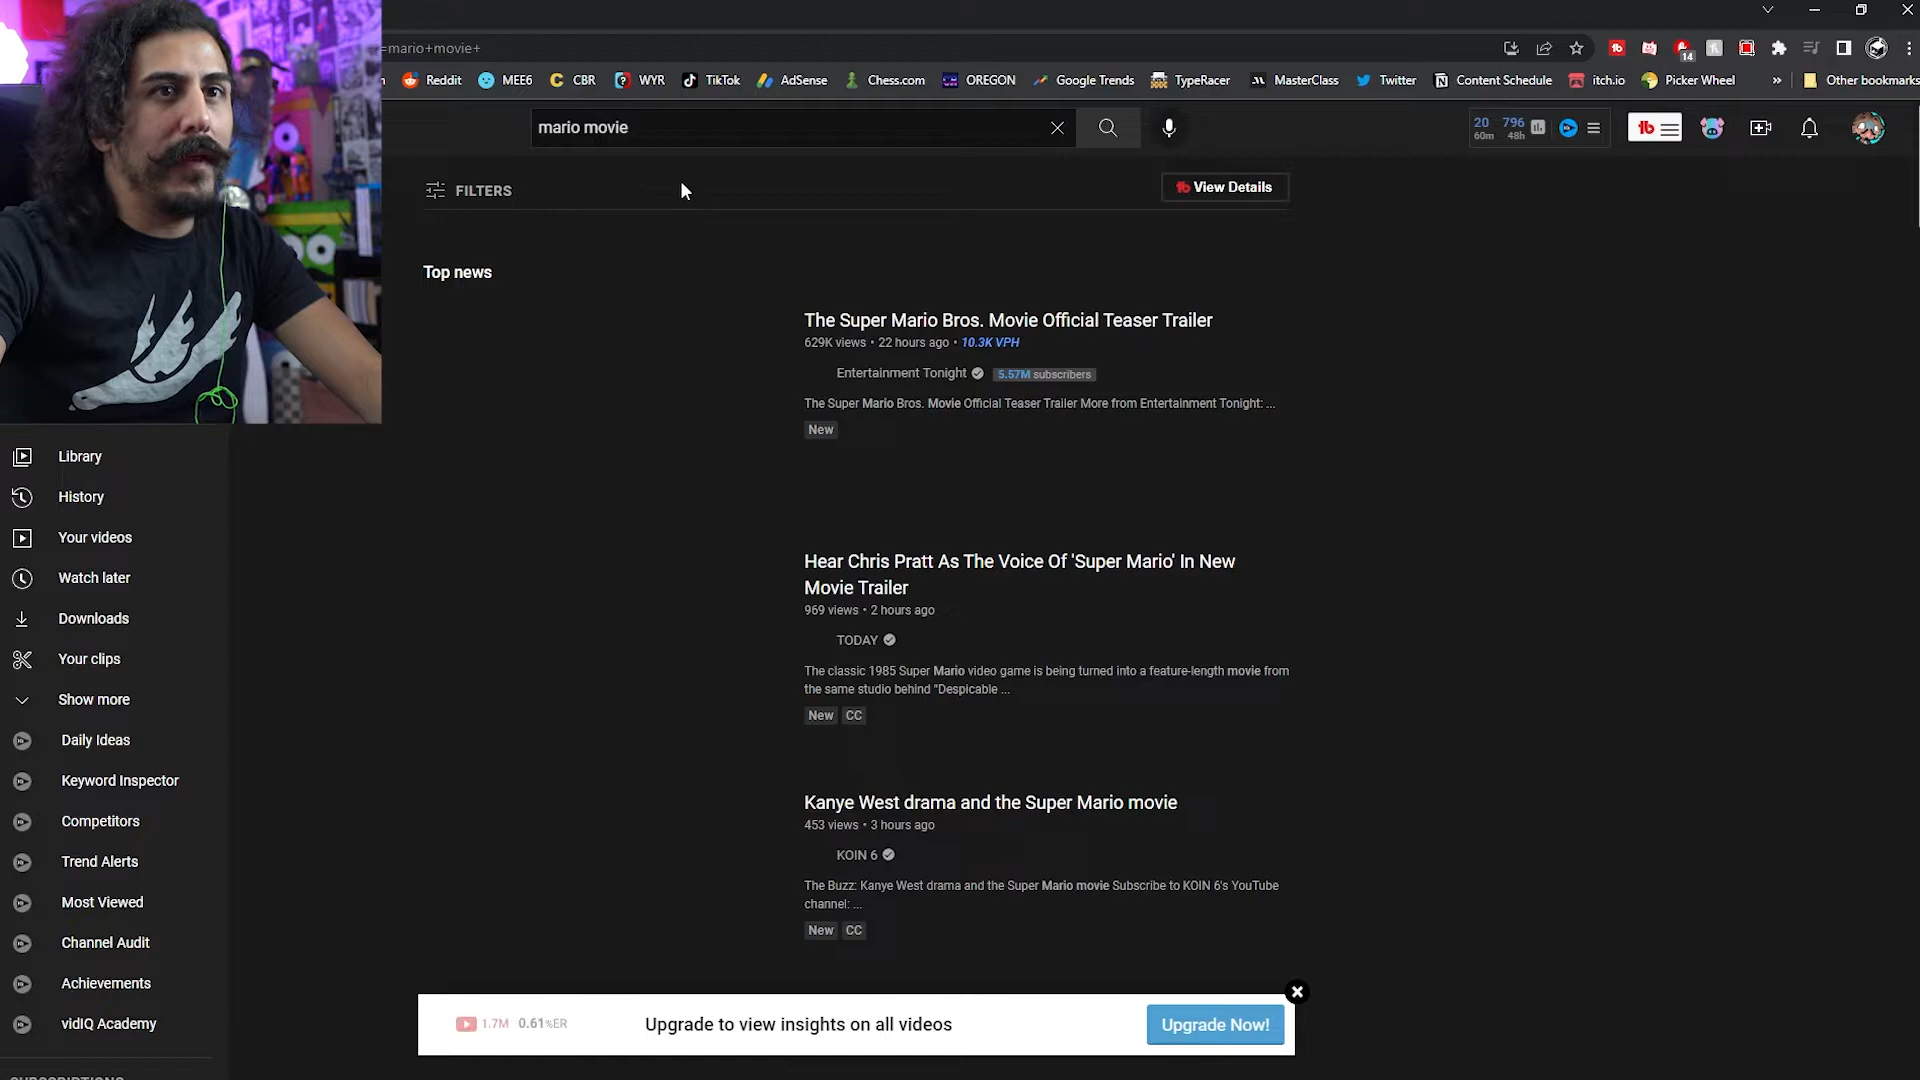 =mario+movie+
14
Reddit
MEE6
CBR
WYR
TikTok
AdSense
Chess.com
OREGON
Google Trends
TypeRacer
MasterClass
Twitter
Content Schedule
itch.io
Picker Wheel
»
Other bookmarks
mario movie
20 796
60m 48h
FILTERS
View Details
Top news
The Super Mario Bros. Movie Official Teaser Trailer
629K views • 22 hours ago • 10.3K VPH
Entertainment Tonight 5.57M subscribers
The Super Mario Bros. Movie Official Teaser Trailer More from Entertainment Tonight: ...
New
Hear Chris Pratt As The Voice Of 'Super Mario' In New
Movie Trailer
969 views • 2 hours ago
TODAY
The classic 1985 Super Mario video game is being turned into a feature-length movie from
the same studio behind "Despicable ...
New CC
Kanye West drama and the Super Mario movie
453 views • 3 hours ago
KOIN 6
The Buzz: Kanye West drama and the Super Mario movie Subscribe to KOIN 6's YouTube
channel: ...
New CC
Library
History
Your videos
Watch later
Downloads
Your clips
Show more
Daily Ideas
Keyword Inspector
Competitors
Trend Alerts
Most Viewed
Channel Audit
Achievements
vidIQ Academy
SUBSCRIPTIONS
1.7M 0.61%ER
Upgrade to view insights on all videos
Upgrade Now!